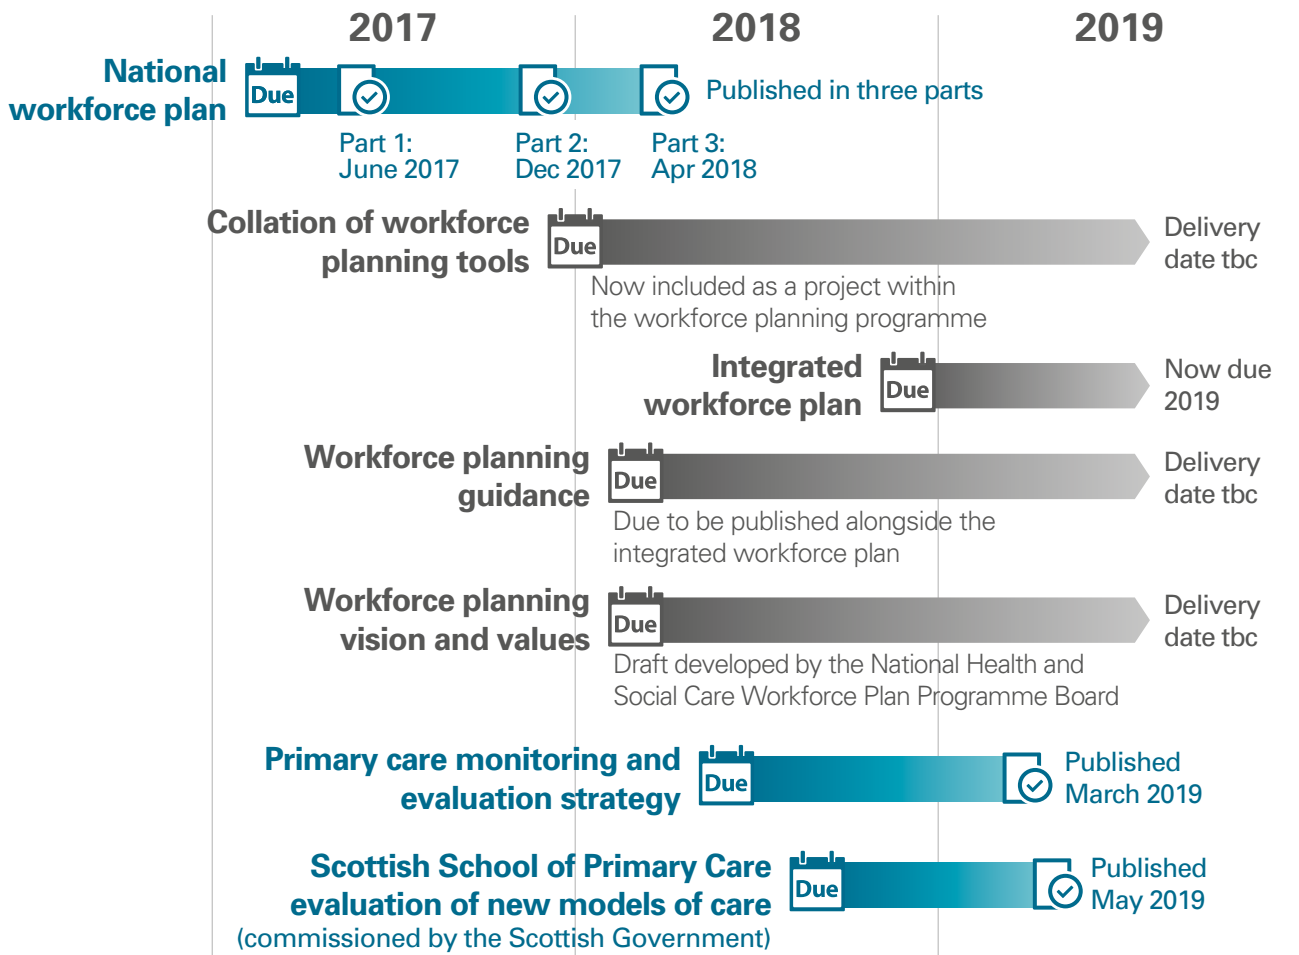 2017
2018
2019
National
workforce plan
Due
Published in three parts
Part 1:
June 2017
Part 2:
Dec 2017
Part 3:
Apr 2018
Collation of workforce
planning tools
Due
Delivery
date tbc
Now included as a project within
the workforce planning programme
Integrated
workforce plan
Due
Now due
2019
Workforce planning
guidance
Due
Delivery
date tbc
Due to be published alongside the
integrated workforce plan
Workforce planning
vision and values
Due
Delivery
date tbc
Draft developed by the National Health and
Social Care Workforce Plan Programme Board
Primary care monitoring and
evaluation strategy
Due
Published
March 2019
Scottish School of Primary Care
evaluation of new models of care
(commissioned by the Scottish Government)
Due
Published
May 2019